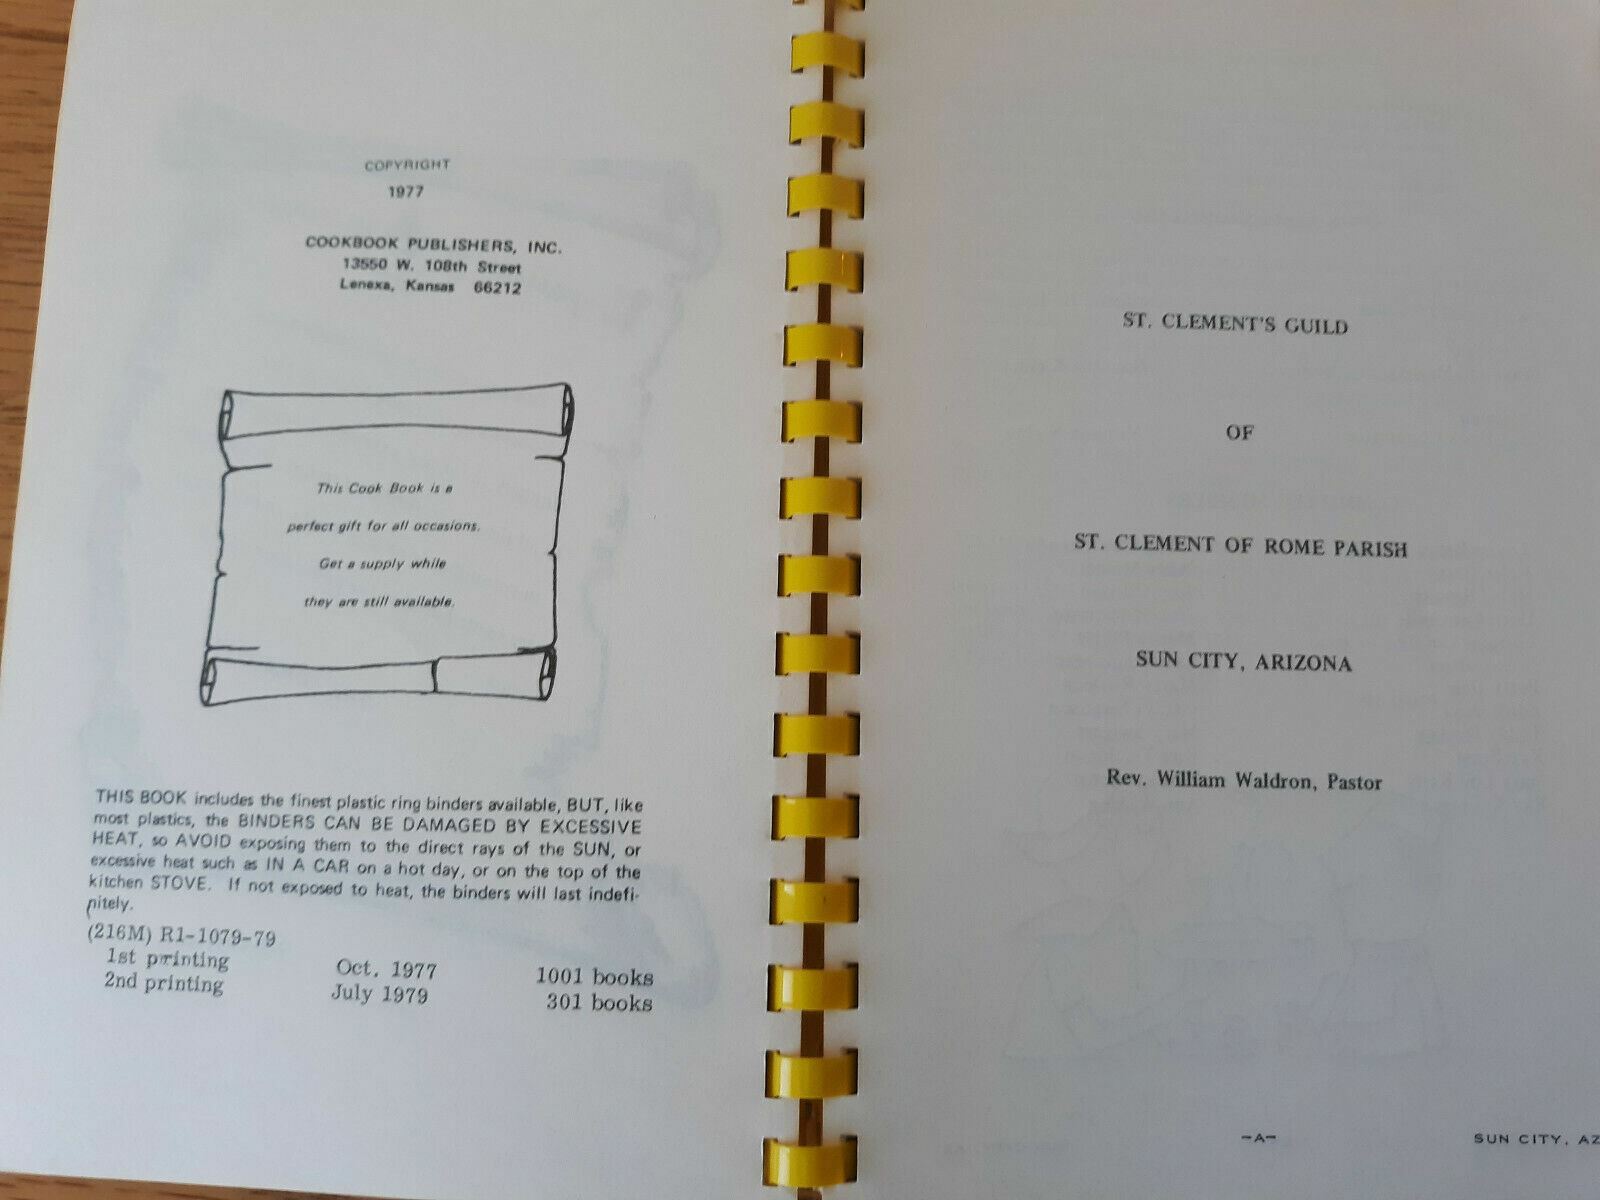 COPYRIGHT
1977
COOKBOOK PUBLISHERS, INC.
13550 W. 108th Street
Lenexa, Kansas 66212
This Cook Book is a
perfect gift for all occasions.
Get a supply while
they are still available.
THIS BOOK includes the finest plastic ring binders available, BUT, like
most plastics, the BINDERS CAN BE DAMAGED BY EXCESSIVE
HEAT, so AVOID exposing them to the direct rays of the SUN, or
excessive heat such as IN A CAR on a hot day, or on the top of the
kitchen STOVE. If not exposed to heat, the binders will last indefi-
nitely.
(216M) R1-1079-79
1st printing Oct. 1977 1001 books
2nd printing July 1979 301 books
ST. CLEMENT'S GUILD
OF
ST. CLEMENT OF ROME PARISH
SUN CITY, ARIZONA
Rev. William Waldron, Pastor
-A- SUN CITY, AZ